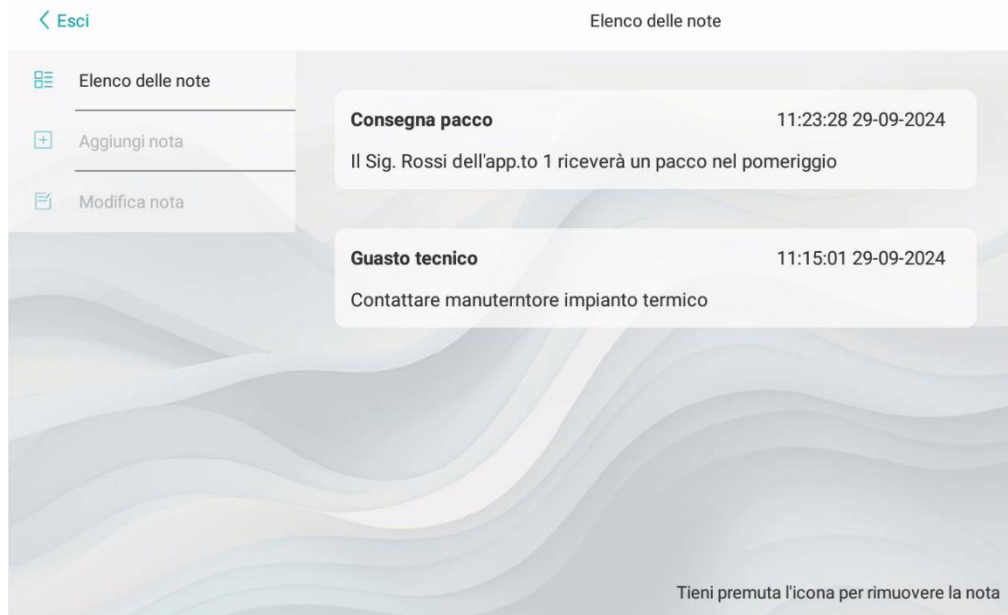 Esci
Elenco delle note
Elenco delle note
Aggiungi nota
Modifica nota
Consegna pacco 11:23:28 29-09-2024
Il Sig. Rossi dell'app.to 1 riceverà un pacco nel pomeriggio
Guasto tecnico 11:15:01 29-09-2024
Contattare manuterntore impianto termico
Tieni premuta l'icona per rimuovere la nota